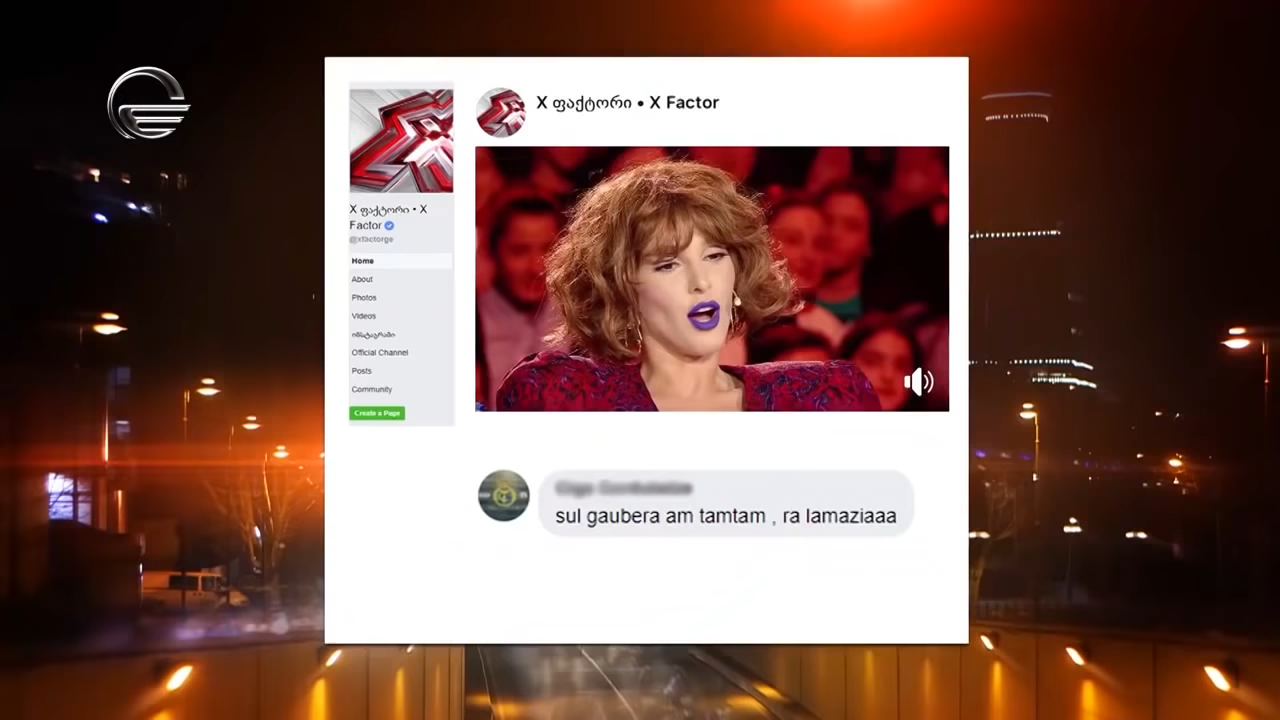 X ფაქტორი • X
Factor
@xfactorge
Home
About
Photos
Videos
ინსტაგრამი
Official Channel
Posts
Community
Create a Page
X ფაქტორი • X Factor
sul gaubera am tamtam , ra lamaziaaa